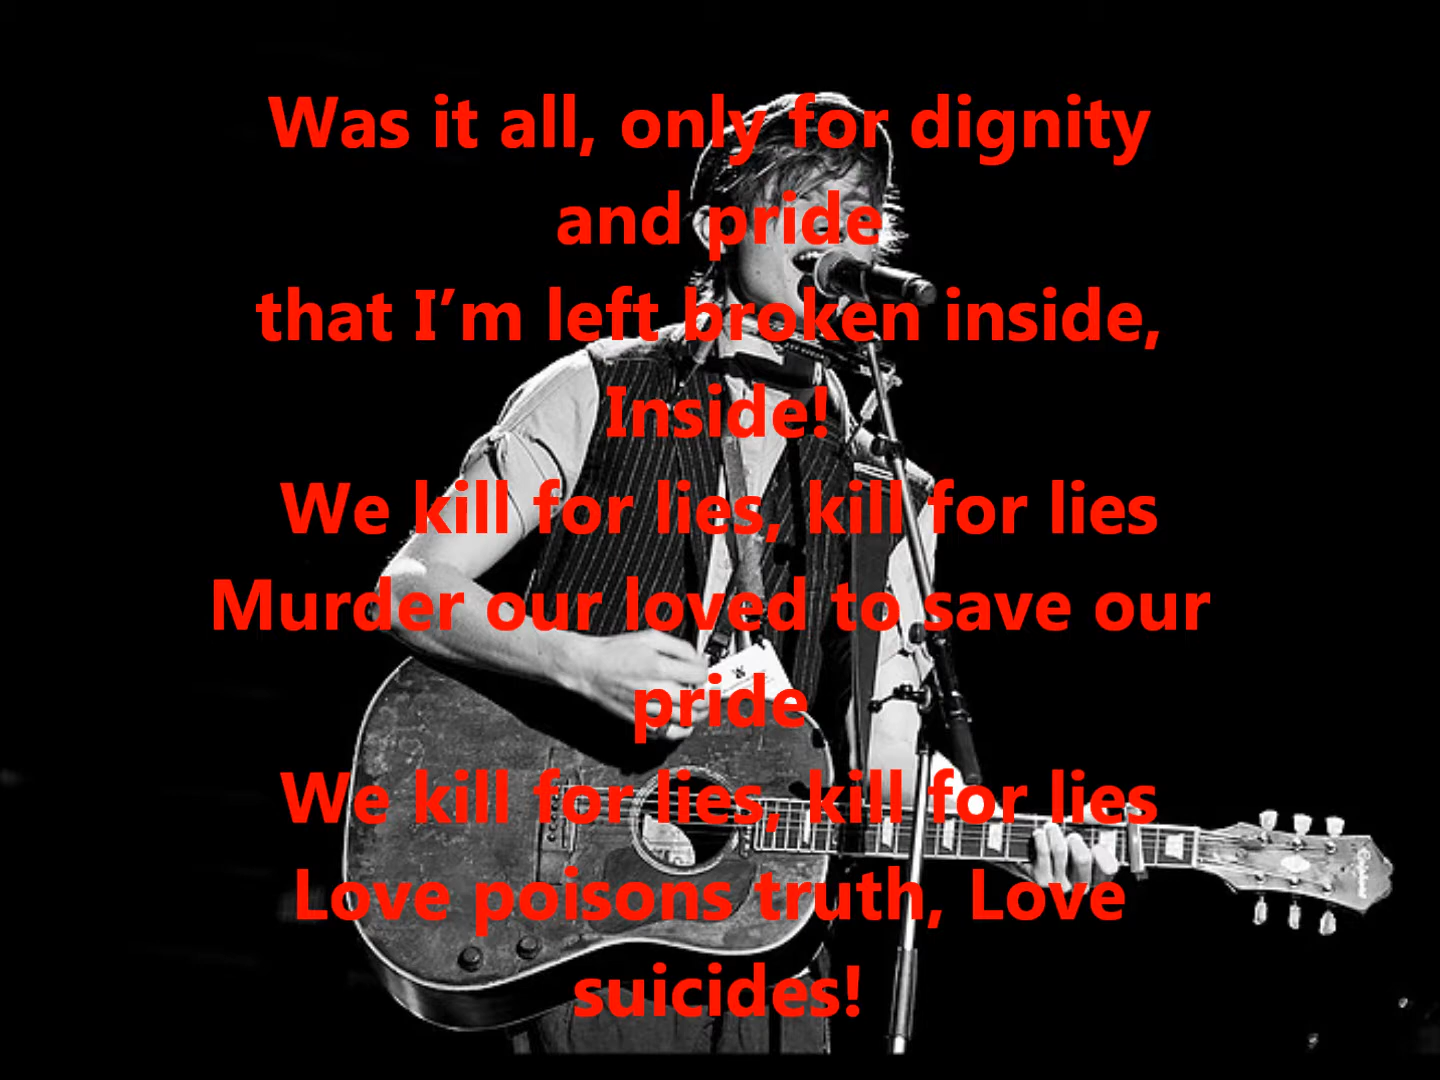 Was it all, only for dignity
and pride
that I’m left broken inside,
Inside!
We kill for lies, kill for lies
Murder our loved to save our
pride
We kill for lies, kill for lies
Love poisons truth, Love
suicides!
Epiphone